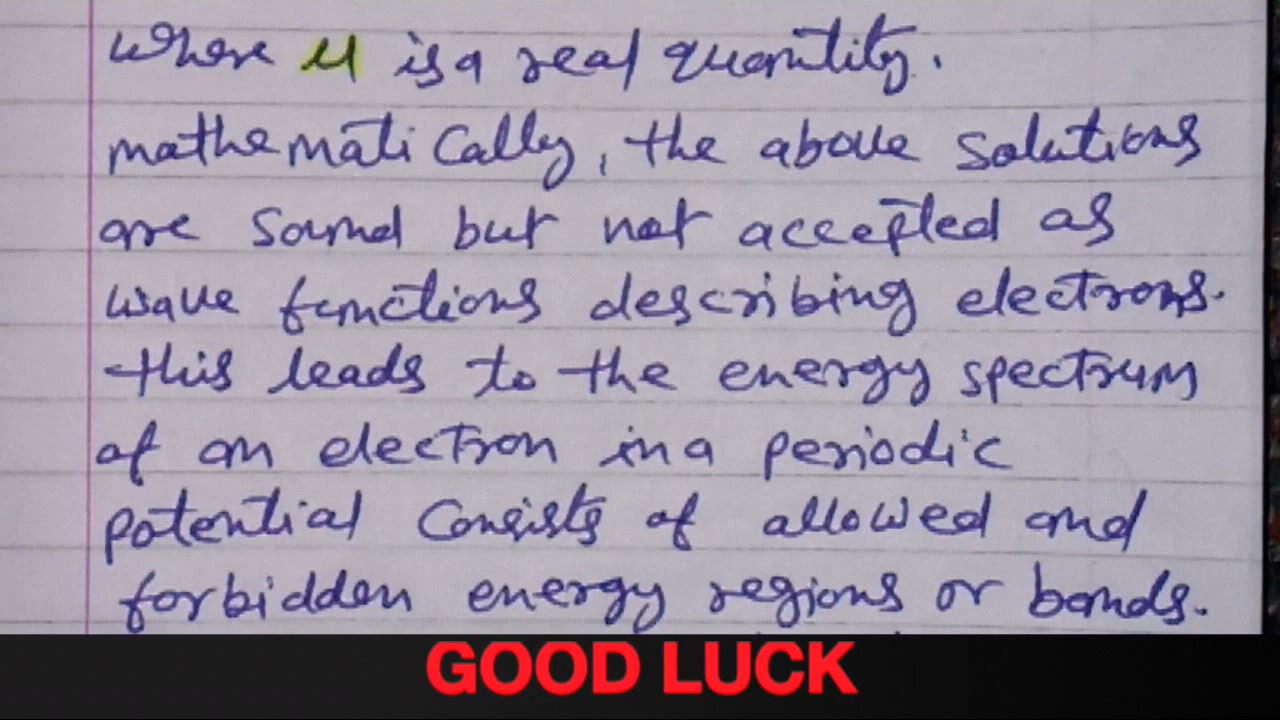 where μ is a real quantity.
mathematically, the above solutions
are sound but not accepted as
wave functions describing electrons.
this leads to the energy spectrum
of an electron in a periodic
potential consists of allowed and
forbidden energy regions or bands.
GOOD LUCK